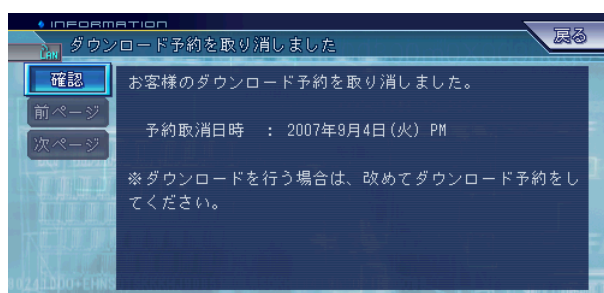 INFORMATION
LAN
ダウンロード予約を取り消しました
戻る
確認
前ページ
次ページ
お客様のダウンロード予約を取り消しました。
予約取消日時 : 2007年9月4日(火) PM
※ダウンロードを行う場合は、改めてダウンロード予約をし
てください。